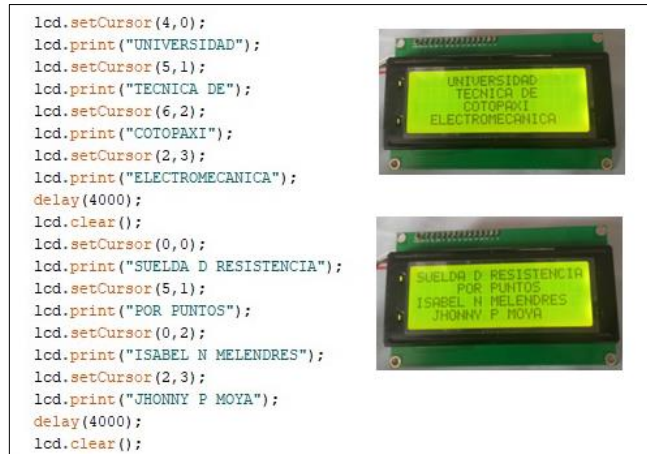 lcd.setCursor(4,0);
lcd.print("UNIVERSIDAD");
lcd.setCursor(5,1);
lcd.print("TECNICA DE");
lcd.setCursor(6,2);
lcd.print("COTOPAXI");
lcd.setCursor(2,3);
lcd.print("ELECTROMECANICA");
delay(4000);
lcd.clear();
lcd.setCursor(0,0);
lcd.print("SUELDA D RESISTENCIA");
lcd.setCursor(5,1);
lcd.print("POR PUNTOS");
lcd.setCursor(0,2);
lcd.print("ISABEL N MELENDRES");
lcd.setCursor(2,3);
lcd.print("JHONNY P MOYA");
delay(4000);
lcd.clear();
UNIVERSIDAD
TECNICA DE
COTOPAXI
ELECTROMECANICA
SUELDA D RESISTENCIA
POR PUNTOS
ISABEL N MELENDRES
JHONNY P MOYA